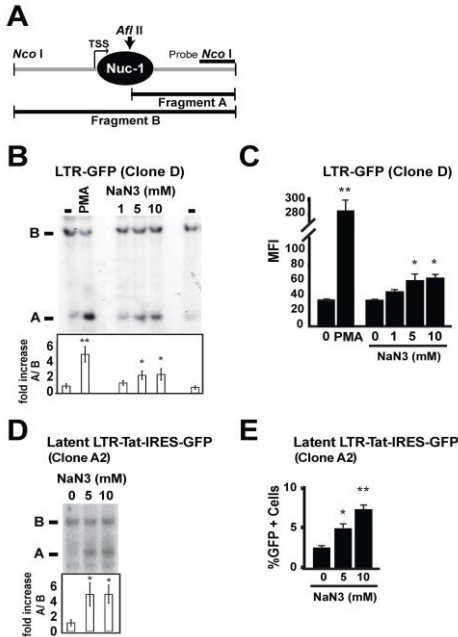 A
Afl II
Nco I
TSS
Probe Nco I
Nuc-1
Fragment A
Fragment B
B
LTR-GFP (Clone D)
NaN3 (mM)
- PMA 1 5 10 -
B
A
fold increase
A/B
6
4
2
0
**
*
*
C
LTR-GFP (Clone D)
MFI
300
280
80
60
40
20
0
**
*
*
0 PMA 0 1 5 10
NaN3 (mM)
D
Latent LTR-Tat-IRES-GFP
(Clone A2)
NaN3 (mM)
0 5 10
B
A
fold increase
A/B
6
4
2
0
*
*
E
Latent LTR-Tat-IRES-GFP
(Clone A2)
%GFP + Cells
10
5
0
*
**
0 5 10
NaN3 (mM)